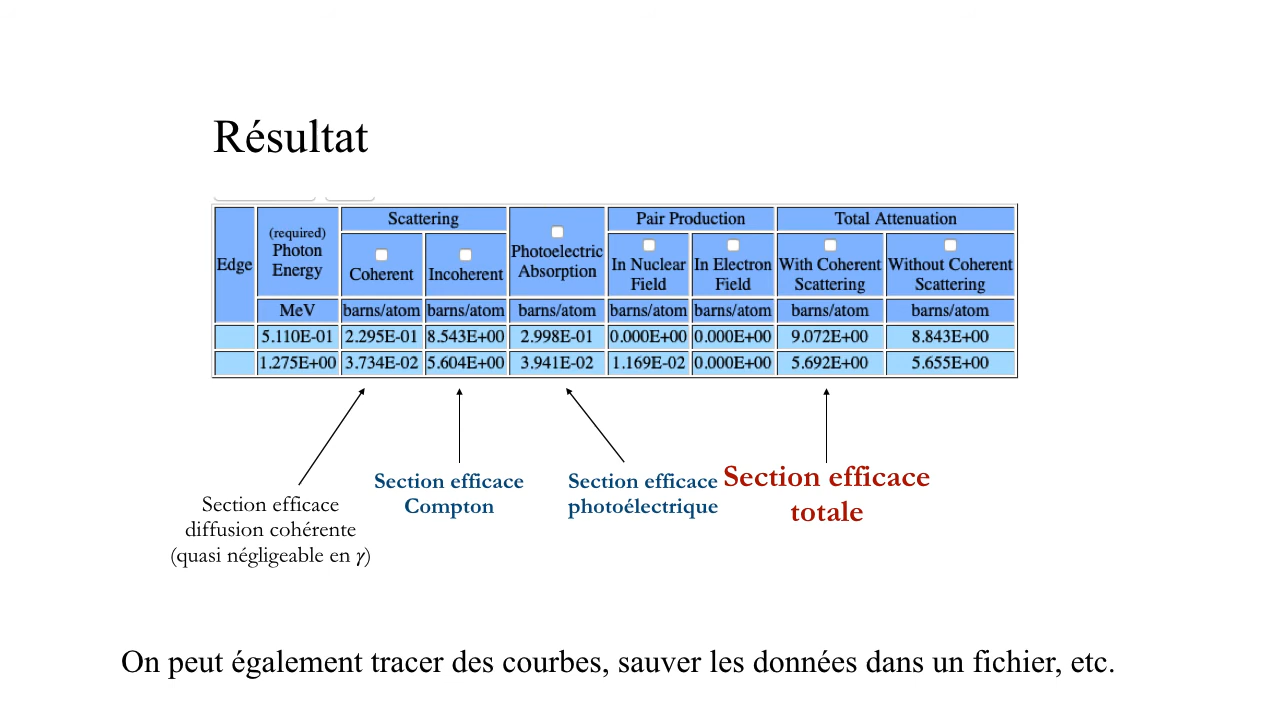 Résultat
Edge
(required)
Photon
Energy
Scattering
Photoelectric
Absorption
Pair Production
Total Attenuation
Coherent
Incoherent
In Nuclear
Field
In Electron
Field
With Coherent
Scattering
Without Coherent
Scattering
MeV barns/atom barns/atom barns/atom barns/atom barns/atom barns/atom barns/atom
5.110E-01 2.295E-01 8.543E+00 2.998E-01 0.000E+00 0.000E+00 9.072E+00 8.843E+00
1.275E+00 3.734E-02 5.604E+00 3.941E-02 1.169E-02 0.000E+00 5.692E+00 5.655E+00
Section efficace
diffusion cohérente
(quasi négligeable en γ)
Section efficace
Compton
Section efficace
photoélectrique
Section efficace
totale
On peut également tracer des courbes, sauver les données dans un fichier, etc.